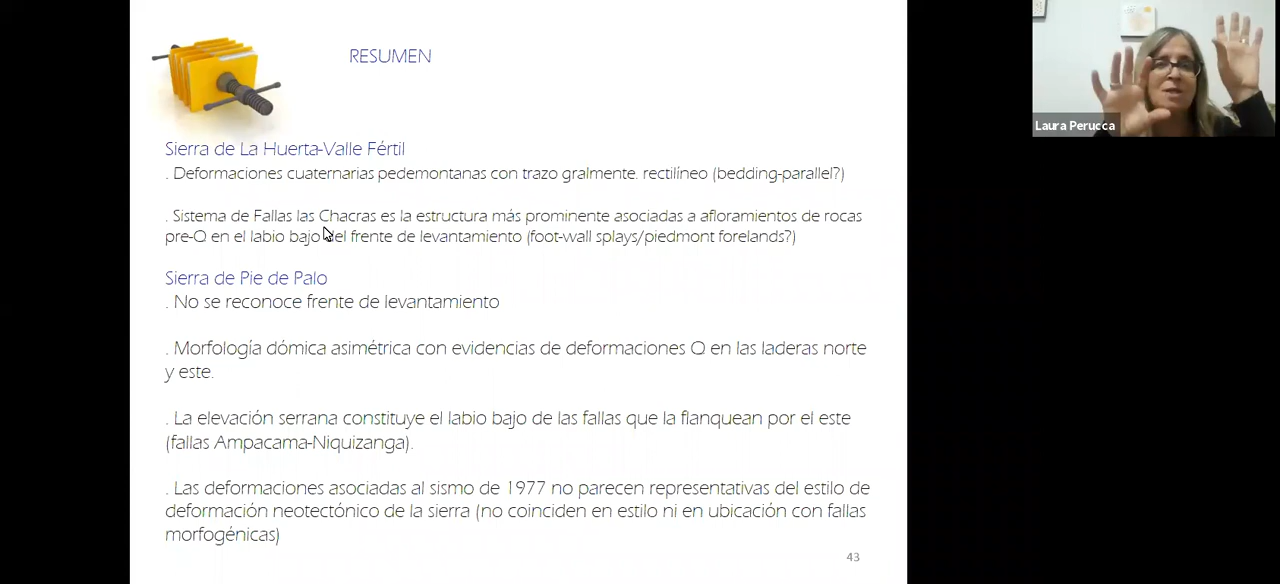 RESUMEN
Laura Perucca
Sierra de La Huerta-Valle Fértil
. Deformaciones cuaternarias pedemontanas con trazo gralmente. rectilíneo (bedding-parallel?)
. Sistema de Fallas las Chacras es la estructura más prominente asociadas a afloramientos de rocas
pre-Q en el labio bajo del frente de levantamiento (foot-wall splays/piedmont forelands?)
Sierra de Pie de Palo
. No se reconoce frente de levantamiento
. Morfología dómica asimétrica con evidencias de deformaciones Q en las laderas norte
y este.
. La elevación serrana constituye el labio bajo de las fallas que la flanquean por el este
(fallas Ampacama-Niquizanga).
. Las deformaciones asociadas al sismo de 1977 no parecen representativas del estilo de
deformación neotectónico de la sierra (no coinciden en estilo ni en ubicación con fallas
morfogénicas)
43